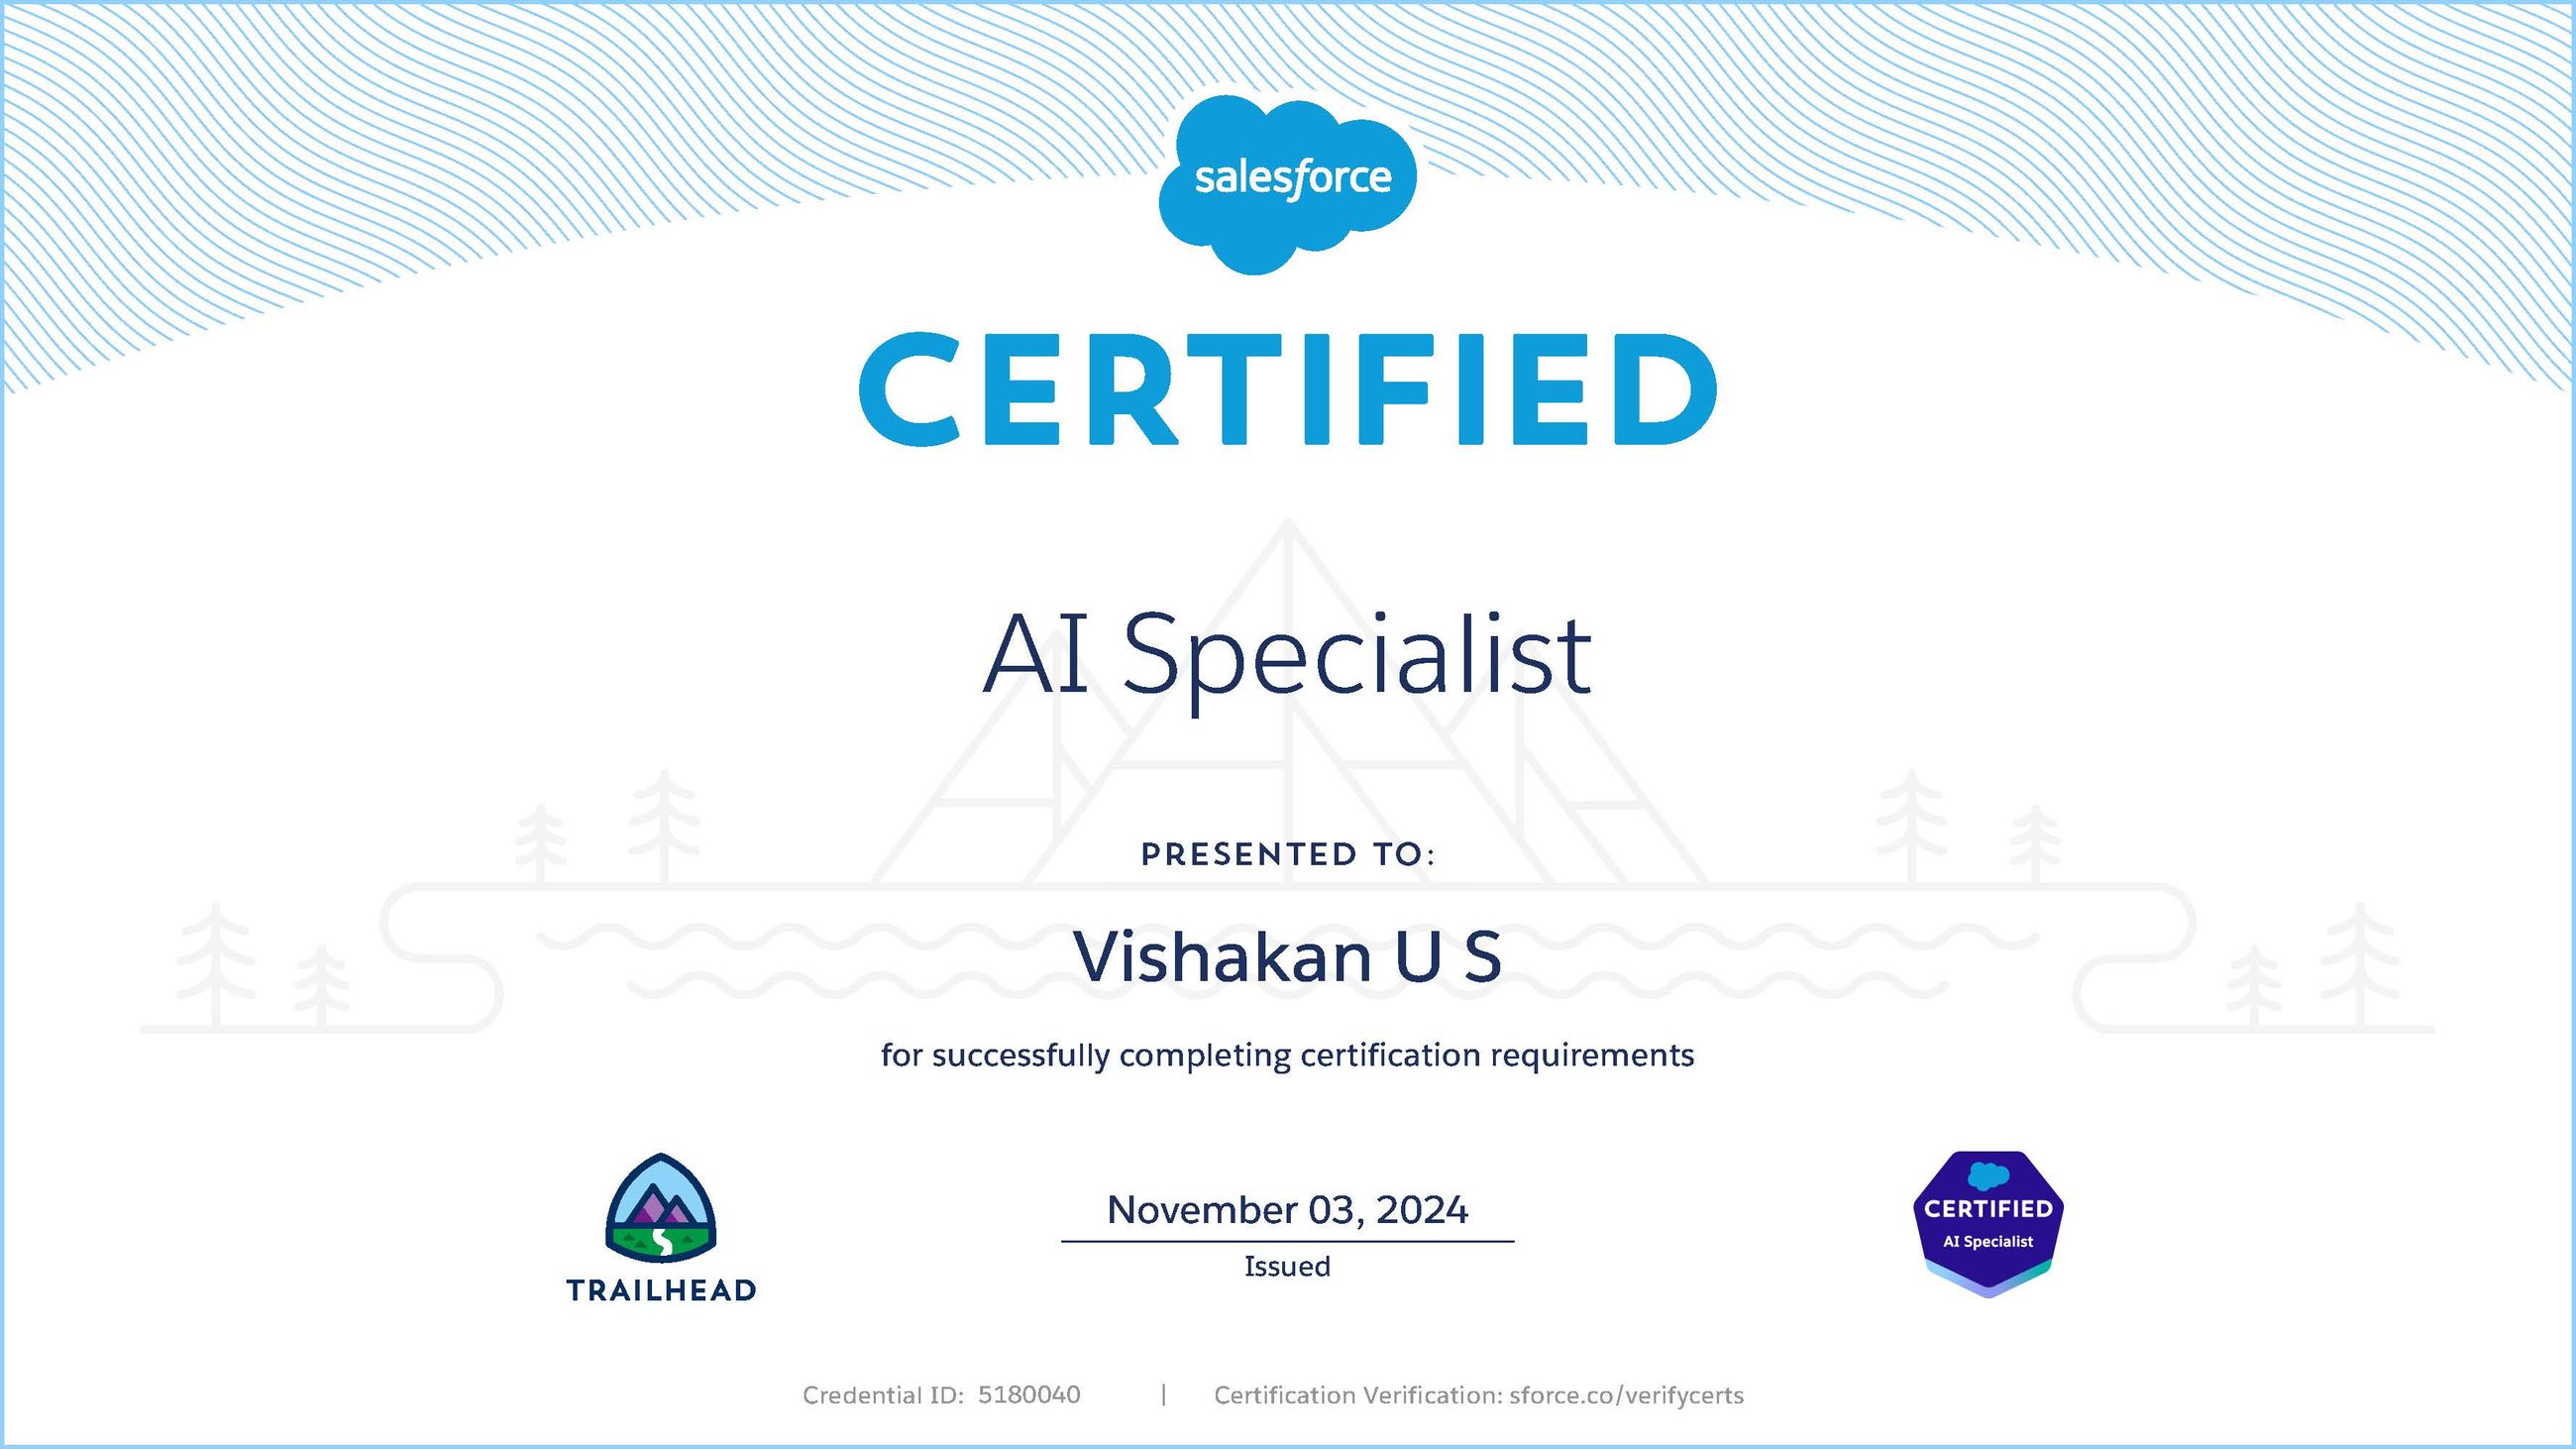 salesforce
CERTIFIED
AI Specialist
PRESENTED TO:
Vishakan U S
for successfully completing certification requirements
November 03, 2024
Issued
TRAILHEAD
CERTIFIED
AI Specialist
Credential ID: 5180040 | Certification Verification: sforce.co/verifycerts